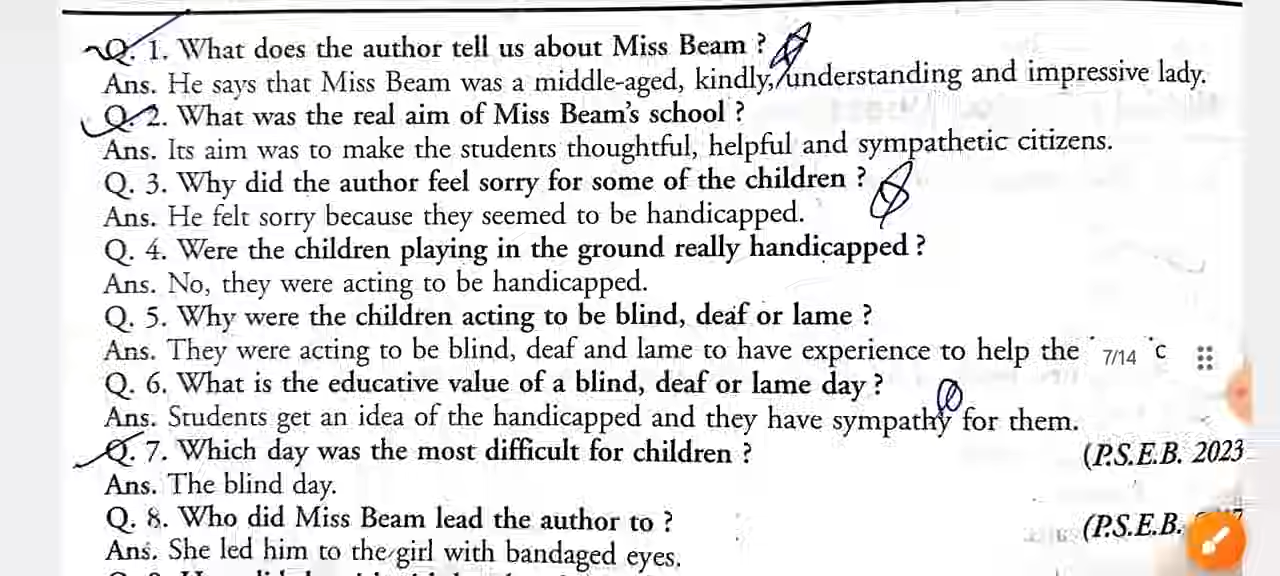 Q. 1. What does the author tell us about Miss Beam ?
Ans. He says that Miss Beam was a middle-aged, kindly, understanding and impressive lady.
Q. 2. What was the real aim of Miss Beam's school ?
Ans. Its aim was to make the students thoughtful, helpful and sympathetic citizens.
Q. 3. Why did the author feel sorry for some of the children ?
Ans. He felt sorry because they seemed to be handicapped.
Q. 4. Were the children playing in the ground really handicapped ?
Ans. No, they were acting to be handicapped.
Q. 5. Why were the children acting to be blind, deaf or lame ?
Ans. They were acting to be blind, deaf and lame to have experience to help the
7/14
Q. 6. What is the educative value of a blind, deaf or lame day ?
Ans. Students get an idea of the handicapped and they have sympathy for them.
Q. 7. Which day was the most difficult for children ? (P.S.E.B. 2023
Ans. The blind day.
Q. 8. Who did Miss Beam lead the author to ? (P.S.E.B.
Ans. She led him to the girl with bandaged eyes.